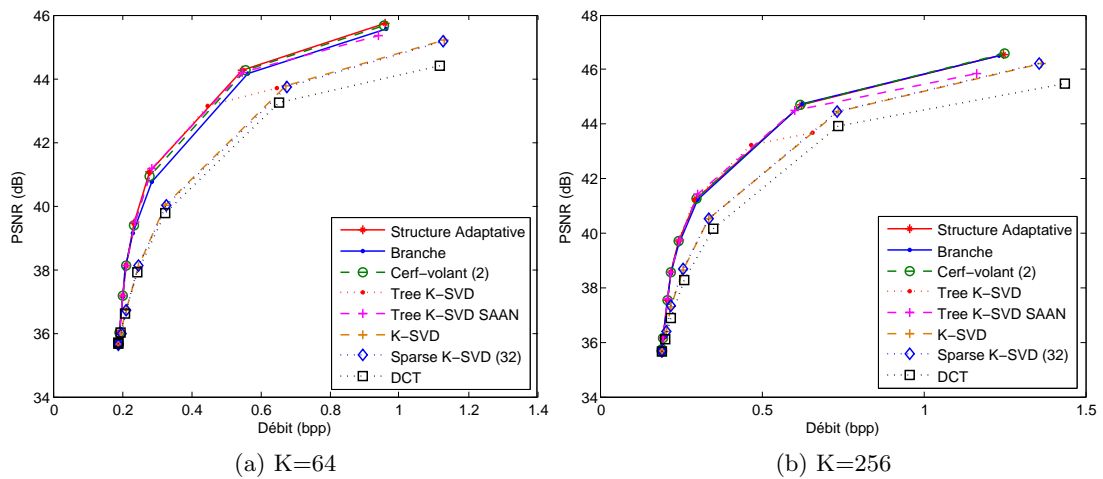 46
44
42
40
38
36
34
PSNR (dB)
0 0.2 0.4 0.6 0.8 1 1.2 1.4
Débit (bpp)
Structure Adaptative
Branche
Cerf−volant (2)
Tree K−SVD
Tree K−SVD SAAN
K−SVD
Sparse K−SVD (32)
DCT
(a) K=64
48
46
44
42
40
38
36
34
PSNR (dB)
0 0.5 1 1.5
Débit (bpp)
Structure Adaptative
Branche
Cerf−volant (2)
Tree K−SVD
Tree K−SVD SAAN
K−SVD
Sparse K−SVD (32)
DCT
(b) K=256